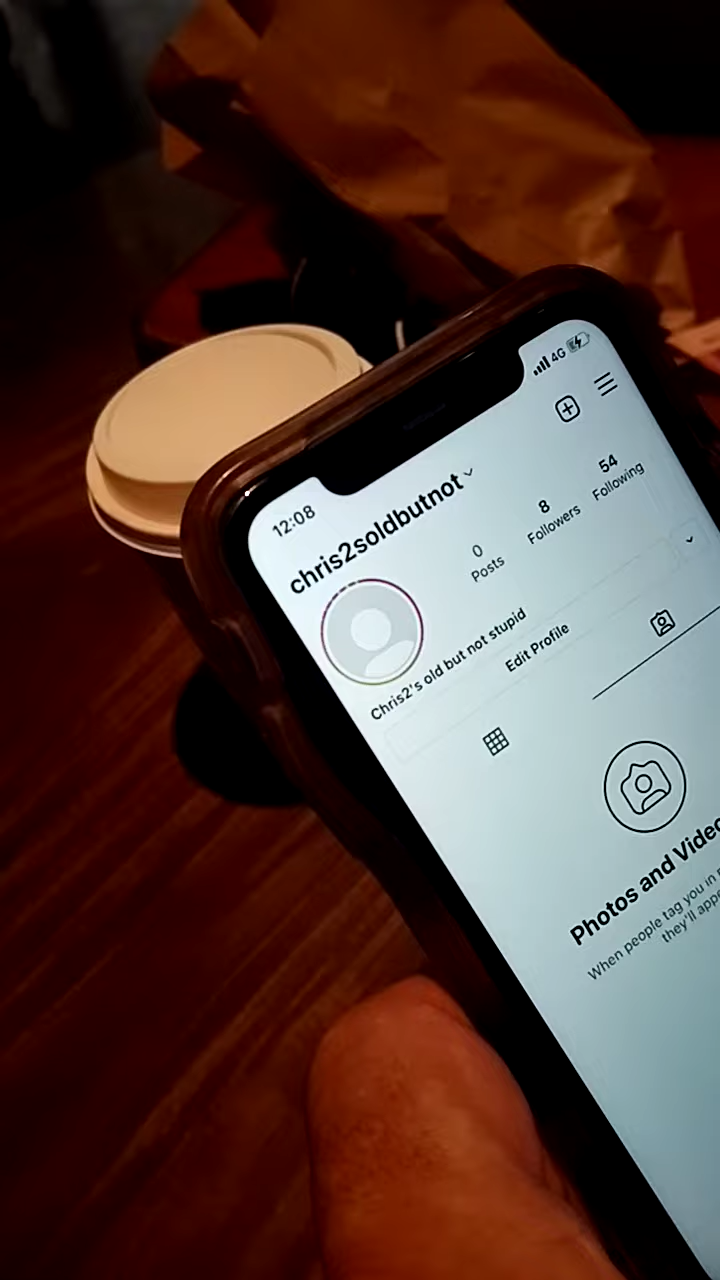 12:08
4G
chris2soldbutnot
0
Posts
8
Followers
54
Following
Chris2's old but not stupid
Edit Profile
Photos and Video
When people tag you in
they'll app